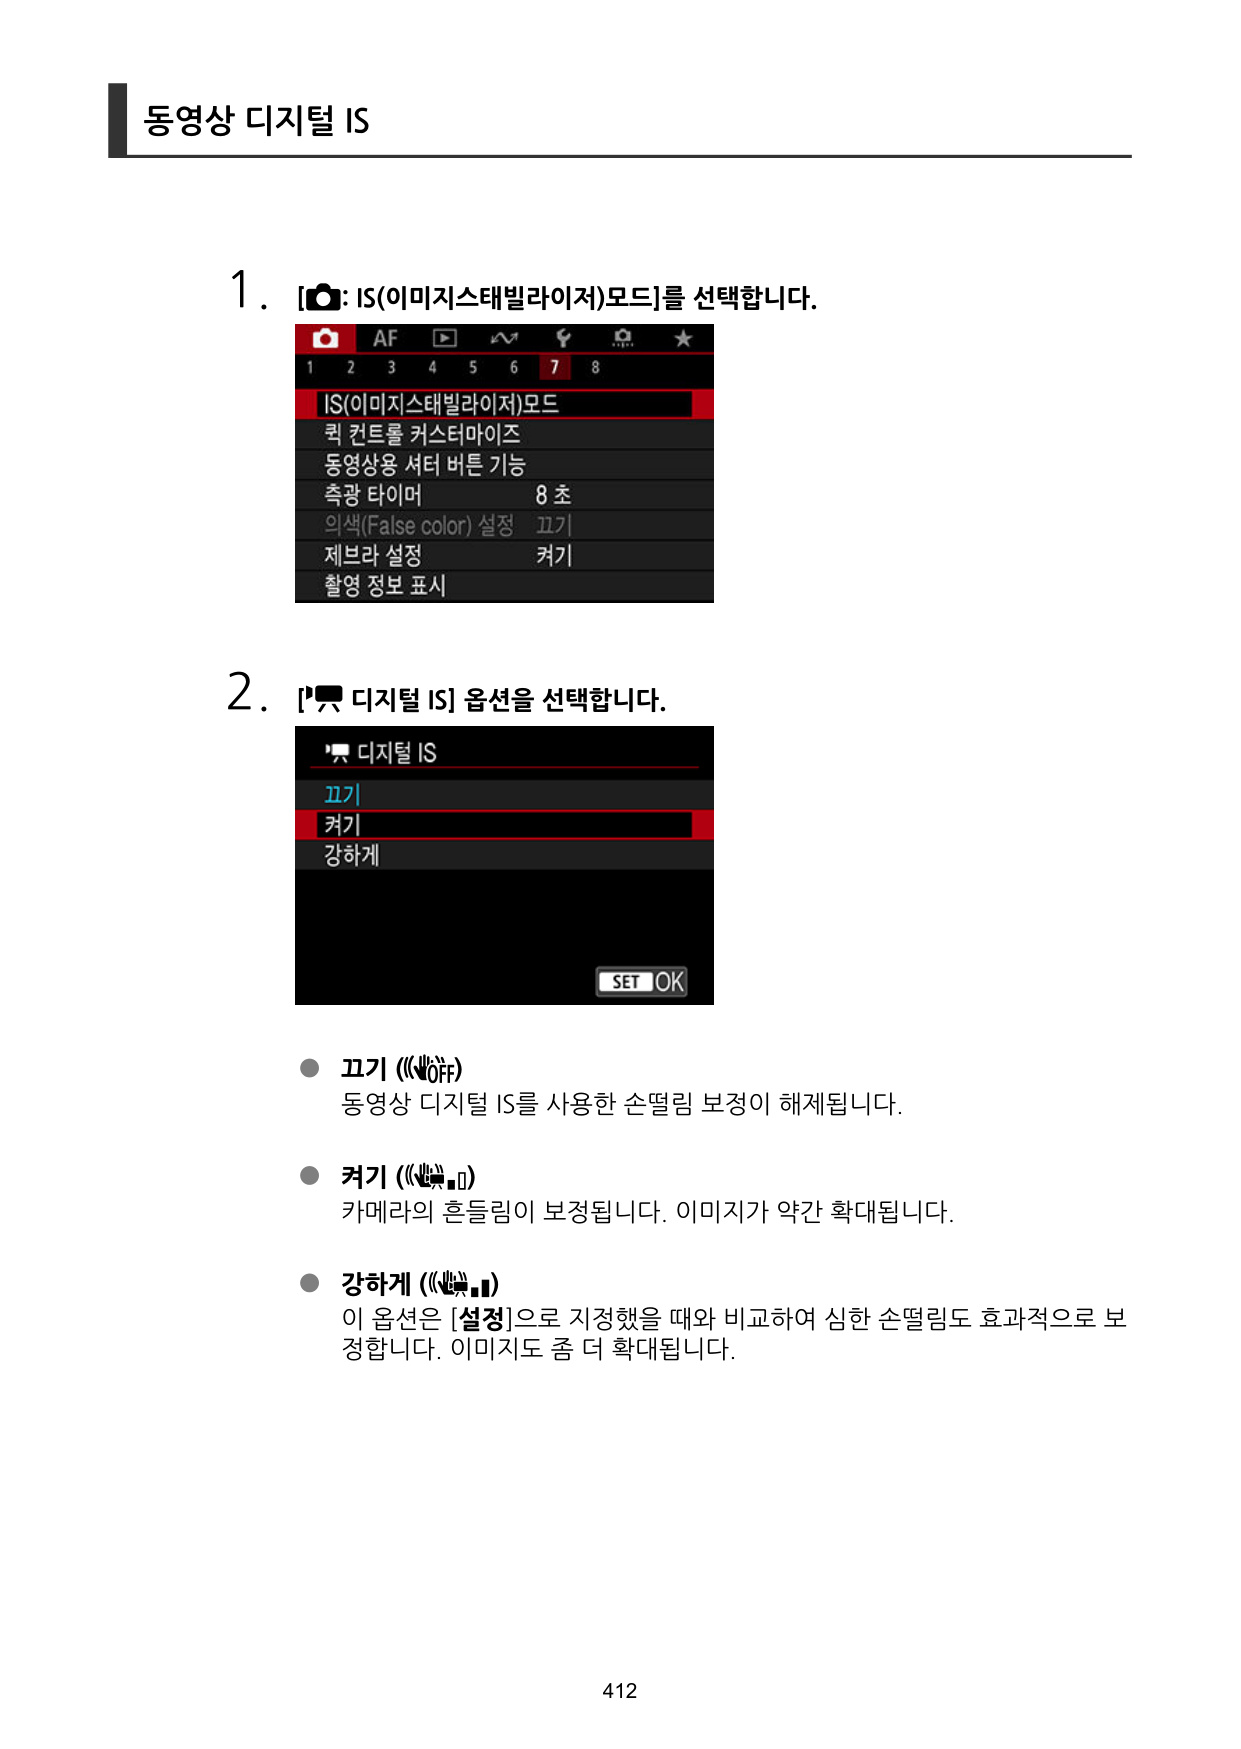 동영상 디지털 IS
1. [: IS(이미지스태빌라이저)모드]를 선택합니다.
AF
1 2 3 4 5 6 7 8
IS(이미지스태빌라이저)모드
퀵 컨트롤 커스터마이즈
동영상용 셔터 버튼 기능
측광 타이머 8 초
의색(False color) 설정 끄기
제브라 설정 켜기
촬영 정보 표시
2. [ 디지털 IS] 옵션을 선택합니다.
디지털 IS
끄기
켜기
강하게
SET OK
● 끄기 (OFF)
동영상 디지털 IS를 사용한 손떨림 보정이 해제됩니다.
● 켜기 ()
카메라의 흔들림이 보정됩니다. 이미지가 약간 확대됩니다.
● 강하게 ()
이 옵션은 [설정]으로 지정했을 때와 비교하여 심한 손떨림도 효과적으로 보
정합니다. 이미지도 좀 더 확대됩니다.
412